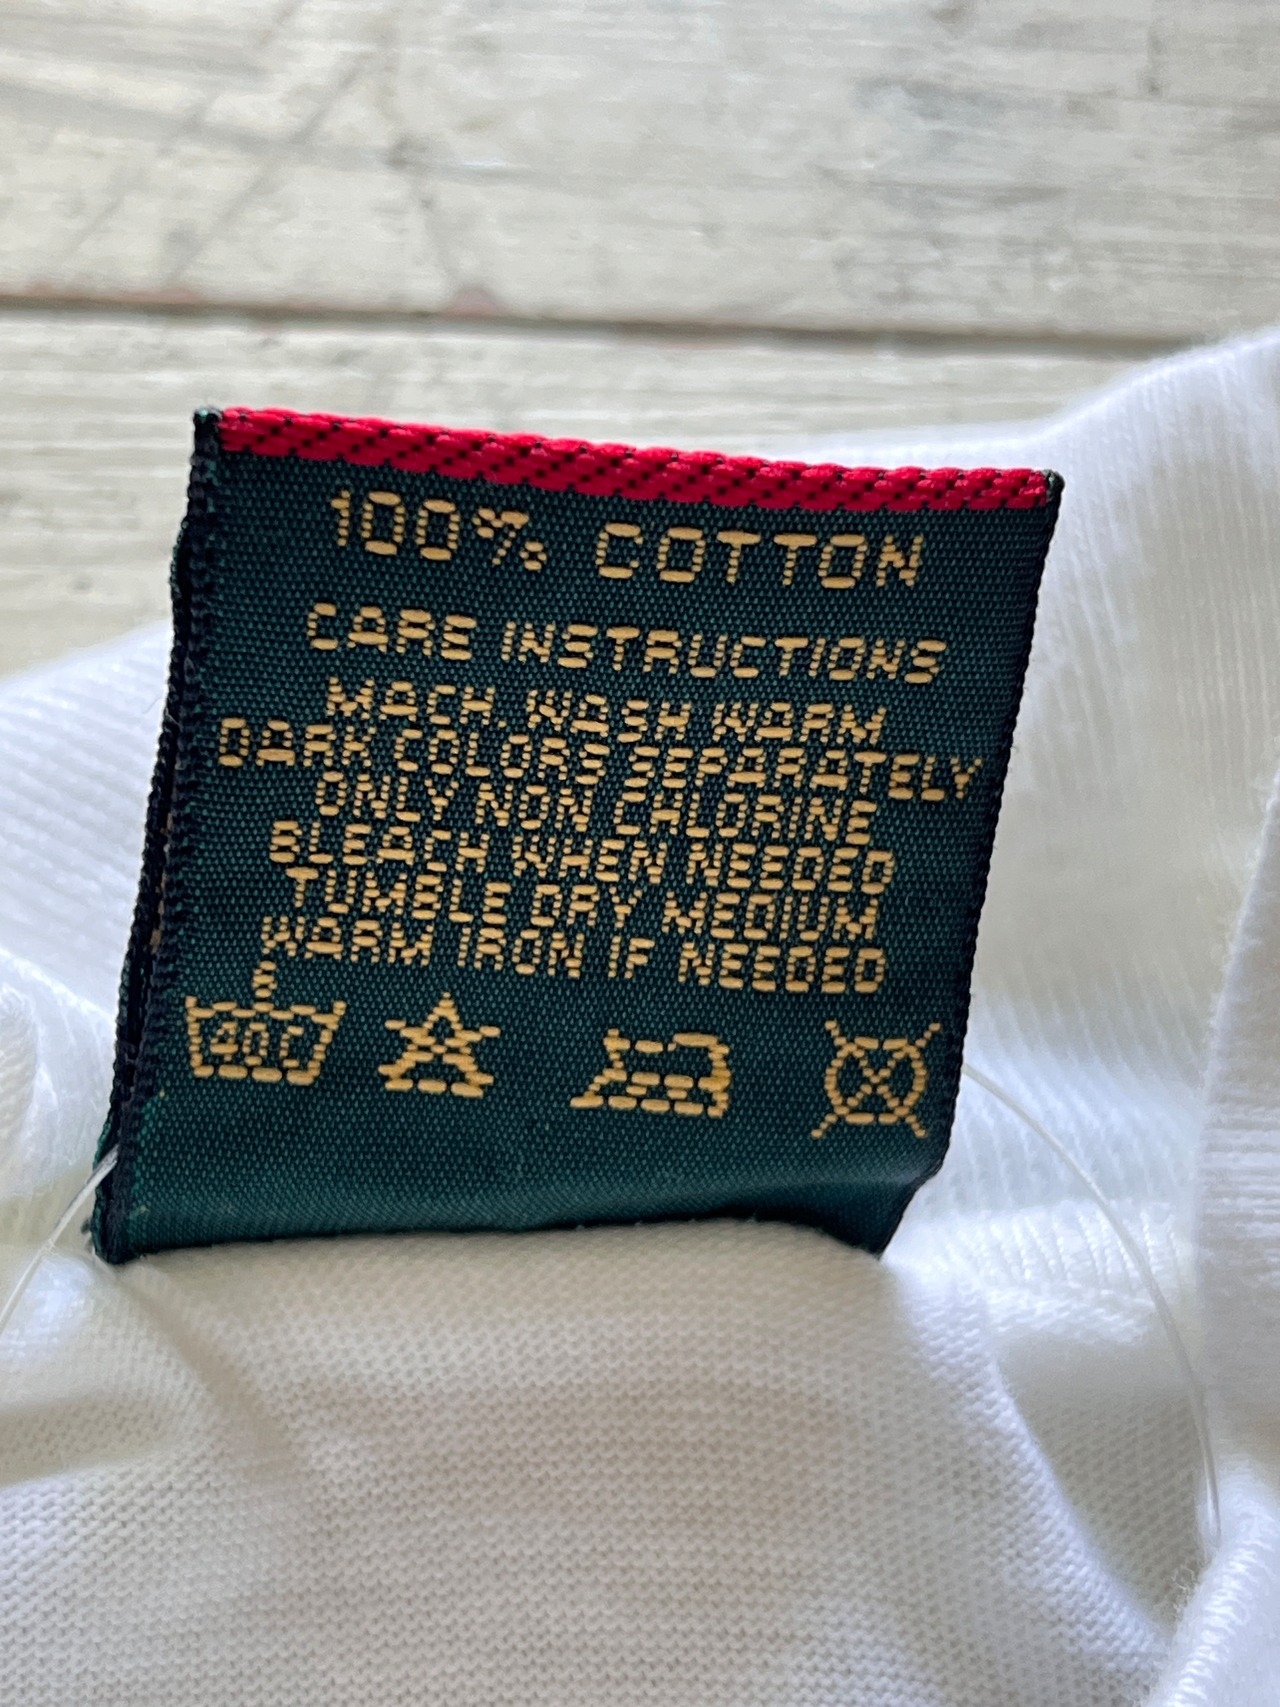 100% COTTON
CARE INSTRUCTIONS
MACH. WASH WARM
DARK COLORS SEPARATELY
ONLY NON CHLORINE
BLEACH WHEN NEEDED
TUMBLE DRY MEDIUM
WARM IRON IF NEEDED
40C